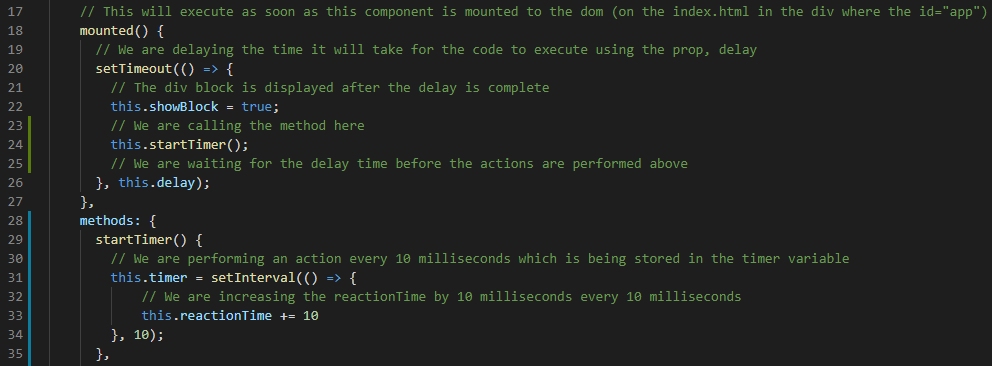 17 // This will execute as soon as this component is mounted to the dom (on the index.html in the div where the id="app")
18 mounted() {
19 // We are delaying the time it will take for the code to execute using the prop, delay
20 setTimeout(() => {
21 // The div block is displayed after the delay is complete
22 this.showBlock = true;
23 // We are calling the method here
24 this.startTimer();
25 // We are waiting for the delay time before the actions are performed above
26 }, this.delay);
27 },
28 methods: {
29 startTimer() {
30 // We are performing an action every 10 milliseconds which is being stored in the timer variable
31 this.timer = setInterval(() => {
32 // We are increasing the reactionTime by 10 milliseconds every 10 milliseconds
33 this.reactionTime += 10
34 }, 10);
35 },